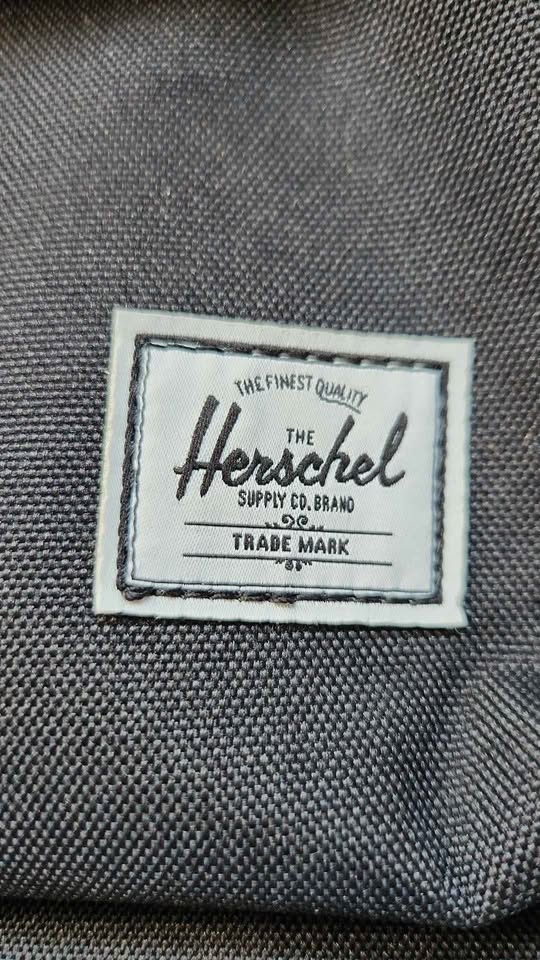 THE FINEST QUALITY
THE
Herschel
SUPPLY CO. BRAND
TRADE MARK